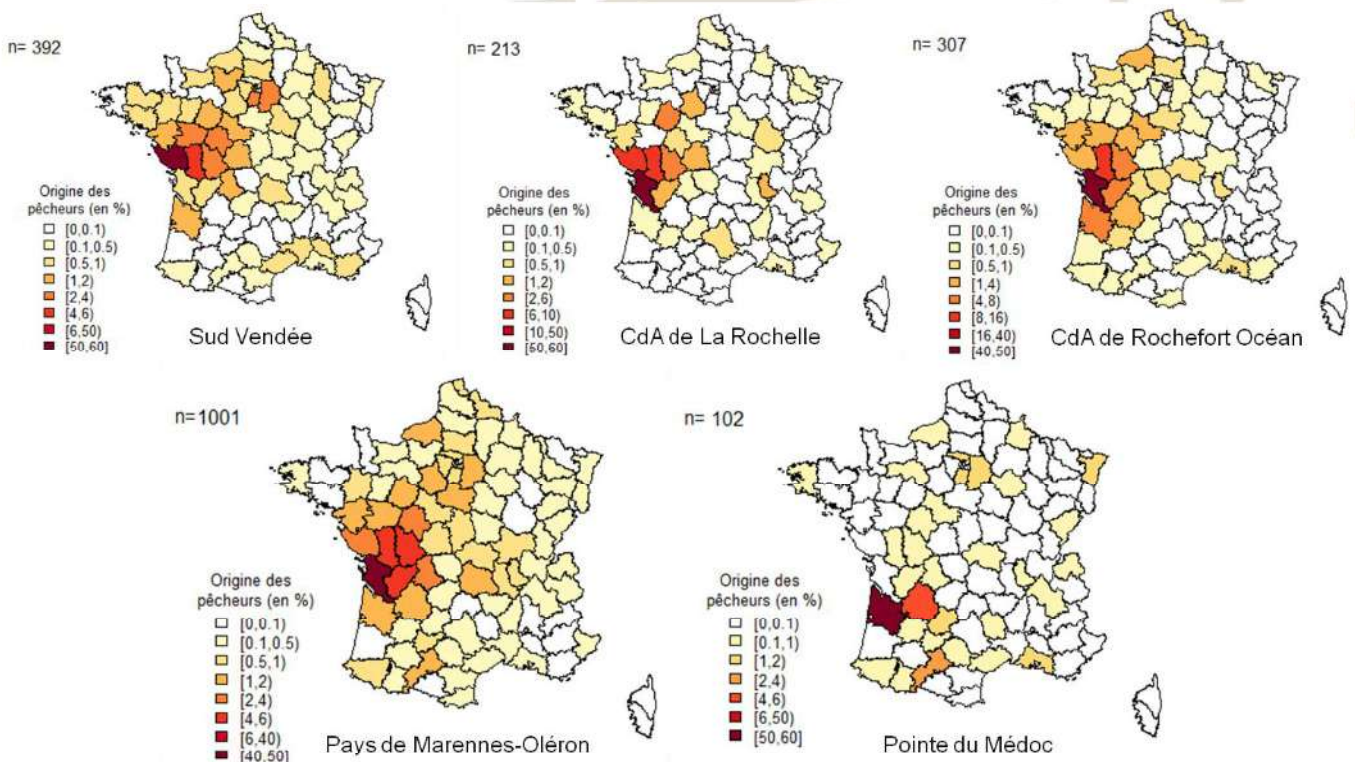 n= 392
Origine des
pêcheurs (en %)
[0,0.1)
[0.1,0.5)
[0.5,1)
[1,2)
[2,4)
[4,6)
[6,50)
[50,60]
Sud Vendée
n= 213
Origine des
pêcheurs (en %)
[0,0.1)
[0.1,0.5)
[0.5,1)
[1,2)
[2,6)
[6,10)
[10,50)
[50,60]
CdA de La Rochelle
n= 307
Origine des
pêcheurs (en %)
[0,0.1)
[0.1,0.5)
[0.5,1)
[1,4)
[4,8)
[8,16)
[16,40)
[40,50]
CdA de Rochefort Océan
n=1001
Origine des
pêcheurs (en %)
[0,0.1)
[0.1,0.5)
[0.5,1)
[1,2)
[2,4)
[4,6)
[6,40)
[40,50]
Pays de Marennes-Oléron
n= 102
Origine des
pêcheurs (en %)
[0,0.1)
[0.1,1)
[1,2)
[2,4)
[4,6)
[6,50)
[50,60]
Pointe du Médoc